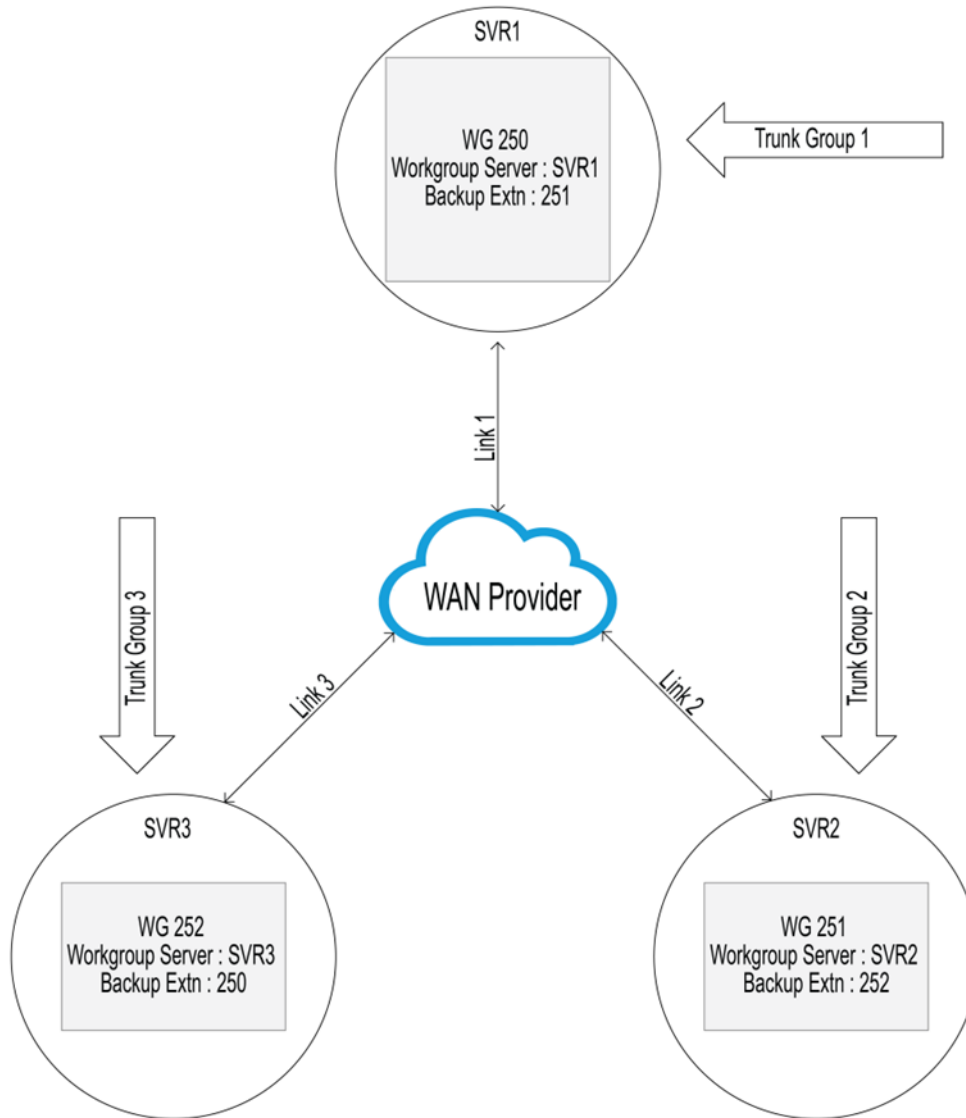 SVR1
WG 250
Workgroup Server : SVR1
Backup Extn : 251
Trunk Group 1
Link 1
WAN Provider
Trunk Group 3
Link 3
Link 2
Trunk Group 2
SVR3
WG 252
Workgroup Server : SVR3
Backup Extn : 250
SVR2
WG 251
Workgroup Server : SVR2
Backup Extn : 252